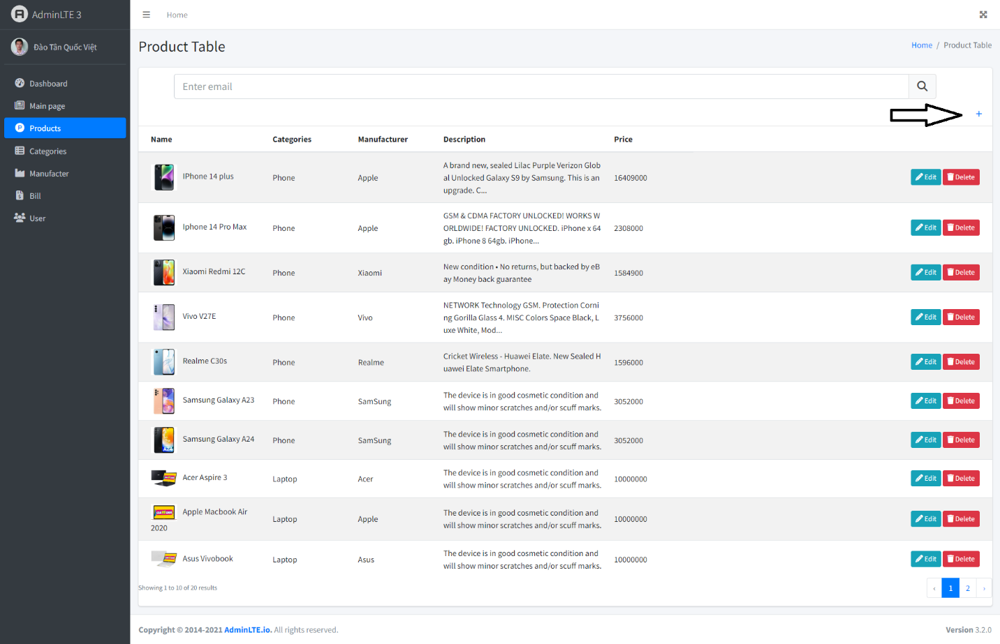 AdminLTE 3
Home
Đào Tấn Quốc Việt
Dashboard
Main page
Products
Categories
Manufacter
Bill
User
Product Table
Home / Product Table
Enter email
+
Name Categories Manufacturer Description Price
IPhone 14 plus Phone Apple A brand new, sealed Lilac Purple Verizon Glob
al Unlocked Galaxy S9 by Samsung. This is an
upgrade. C... 16409000 Edit Delete
Iphone 14 Pro Max Phone Apple GSM & CDMA FACTORY UNLOCKED! WORKS W
ORLDWIDE! FACTORY UNLOCKED. iPhone x 64
gb. iPhone 8 64gb. iPhone... 2308000 Edit Delete
Xiaomi Redmi 12C Phone Xiaomi New condition • No returns, but backed by eB
ay Money back guarantee 1584900 Edit Delete
Vivo V27E Phone Vivo NETWORK Technology GSM. Protection Corni
ng Gorilla Glass 4. MISC Colors Space Black, L
uxe White, Mod... 3756000 Edit Delete
Realme C30s Phone Realme Cricket Wireless - Huawei Elate. New Sealed H
uawei Elate Smartphone. 1596000 Edit Delete
Samsung Galaxy A23 Phone SamSung The device is in good cosmetic condition and
will show minor scratches and/or scuff marks. 3052000 Edit Delete
Samsung Galaxy A24 Phone SamSung The device is in good cosmetic condition and
will show minor scratches and/or scuff marks. 3052000 Edit Delete
Acer Aspire 3 Laptop Acer The device is in good cosmetic condition and
will show minor scratches and/or scuff marks. 10000000 Edit Delete
Apple Macbook Air
2020 Laptop Apple The device is in good cosmetic condition and
will show minor scratches and/or scuff marks. 10000000 Edit Delete
Asus Vivobook Laptop Asus The device is in good cosmetic condition and
will show minor scratches and/or scuff marks. 10000000 Edit Delete
Showing 1 to 10 of 20 results
‹ 1 2 ›
Copyright © 2014-2021 AdminLTE.io. All rights reserved.
Version 3.2.0